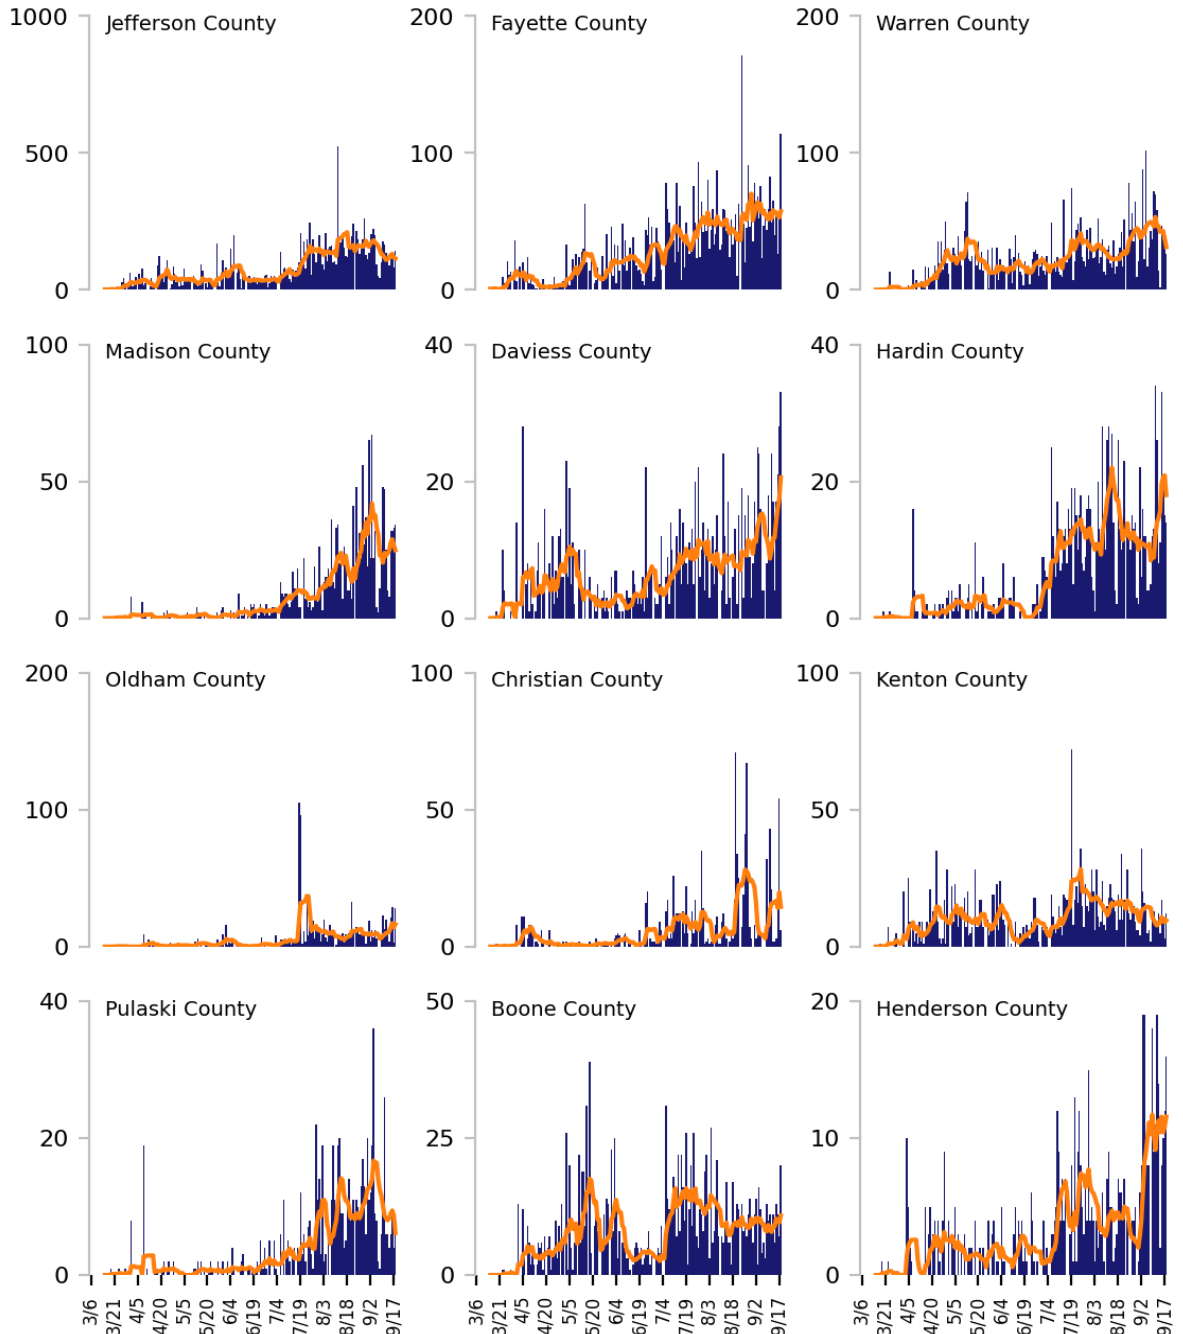 Jefferson County
1000
500
0
Fayette County
200
100
0
Warren County
200
100
0
Madison County
100
50
0
Daviess County
40
20
0
Hardin County
40
20
0
Oldham County
200
100
0
Christian County
100
50
0
Kenton County
100
50
0
Pulaski County
40
20
0
3/6 3/21 4/5 4/20 5/5 5/20 6/4 6/19 7/4 7/19 8/3 8/18 9/2 9/17
Boone County
50
25
0
3/6 3/21 4/5 4/20 5/5 5/20 6/4 6/19 7/4 7/19 8/3 8/18 9/2 9/17
Henderson County
20
10
0
3/6 3/21 4/5 4/20 5/5 5/20 6/4 6/19 7/4 7/19 8/3 8/18 9/2 9/17